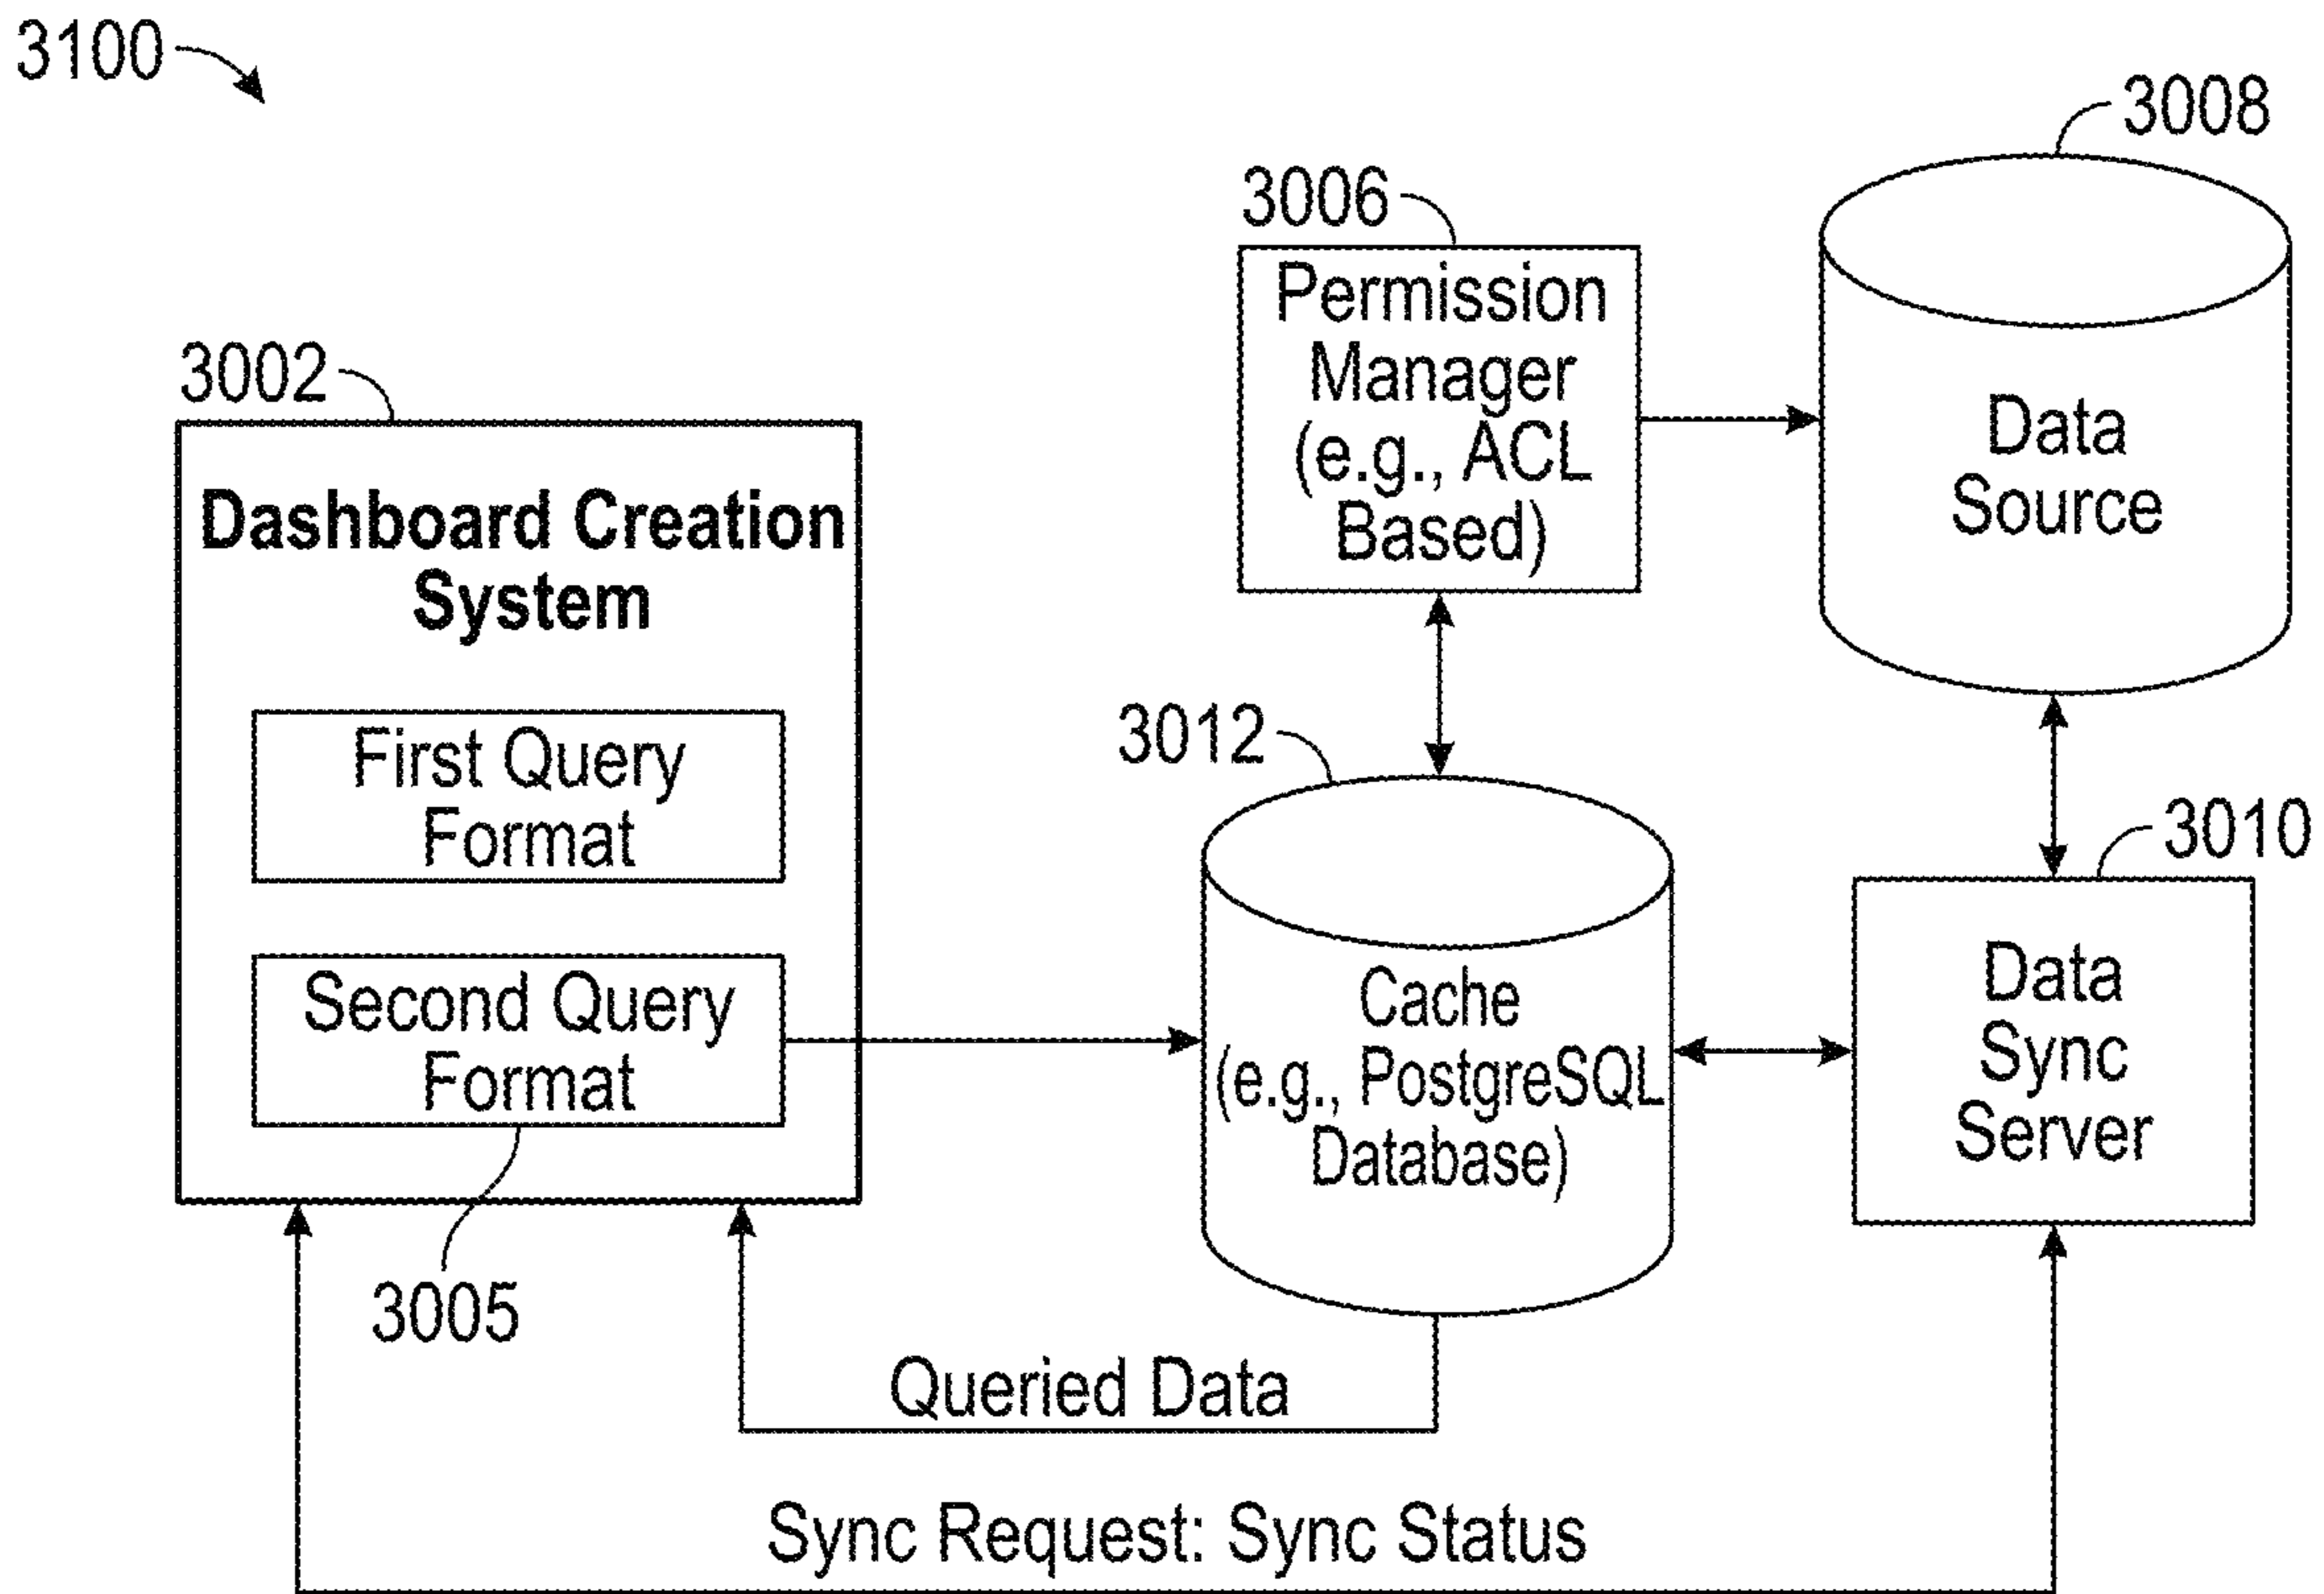 3100
3008
3006
Permission
Manager
(e.g., ACL
Based)
Data
Source
3002
Dashboard Creation
System
First Query
Format
Second Query
Format
3005
3012
Cache
(e.g., PostgreSQL
Database)
3010
Data
Sync
Server
Queried Data
Sync Request: Sync Status